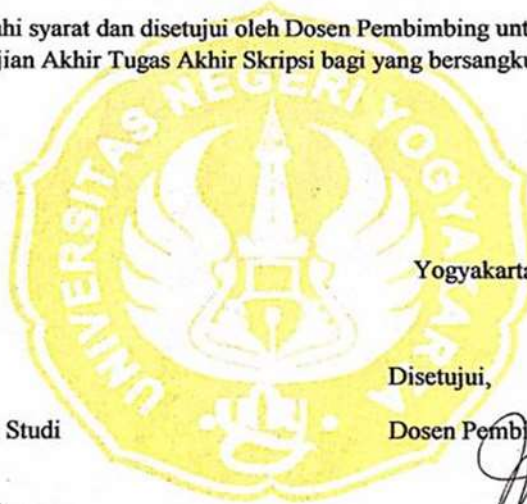 hi syarat dan disetujui oleh Dosen Pembimbing unt
jian Akhir Tugas Akhir Skripsi bagi yang bersangku
UNIVERSITAS NEGERI YOGYAKARTA
Yogyakarta
Disetujui,
Studi
Dosen Pembi